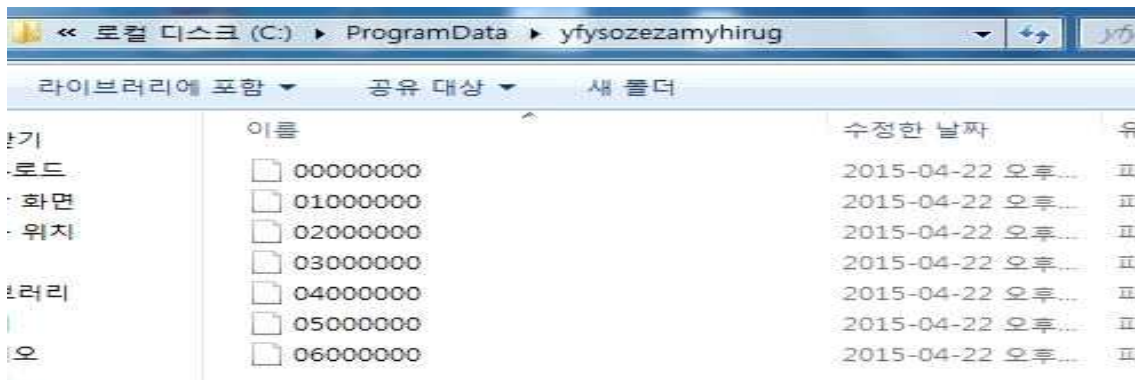 « 로컬 디스크 (C:) ▸ ProgramData ▸ yfysozezamyhirug
라이브러리에 포함 공유 대상 새 폴더
이름 수정한 날짜
00000000 2015-04-22 오후...
01000000 2015-04-22 오후...
화면 02000000 2015-04-22 오후...
위치 03000000 2015-04-22 오후...
04000000 2015-04-22 오후...
05000000 2015-04-22 오후...
06000000 2015-04-22 오후...